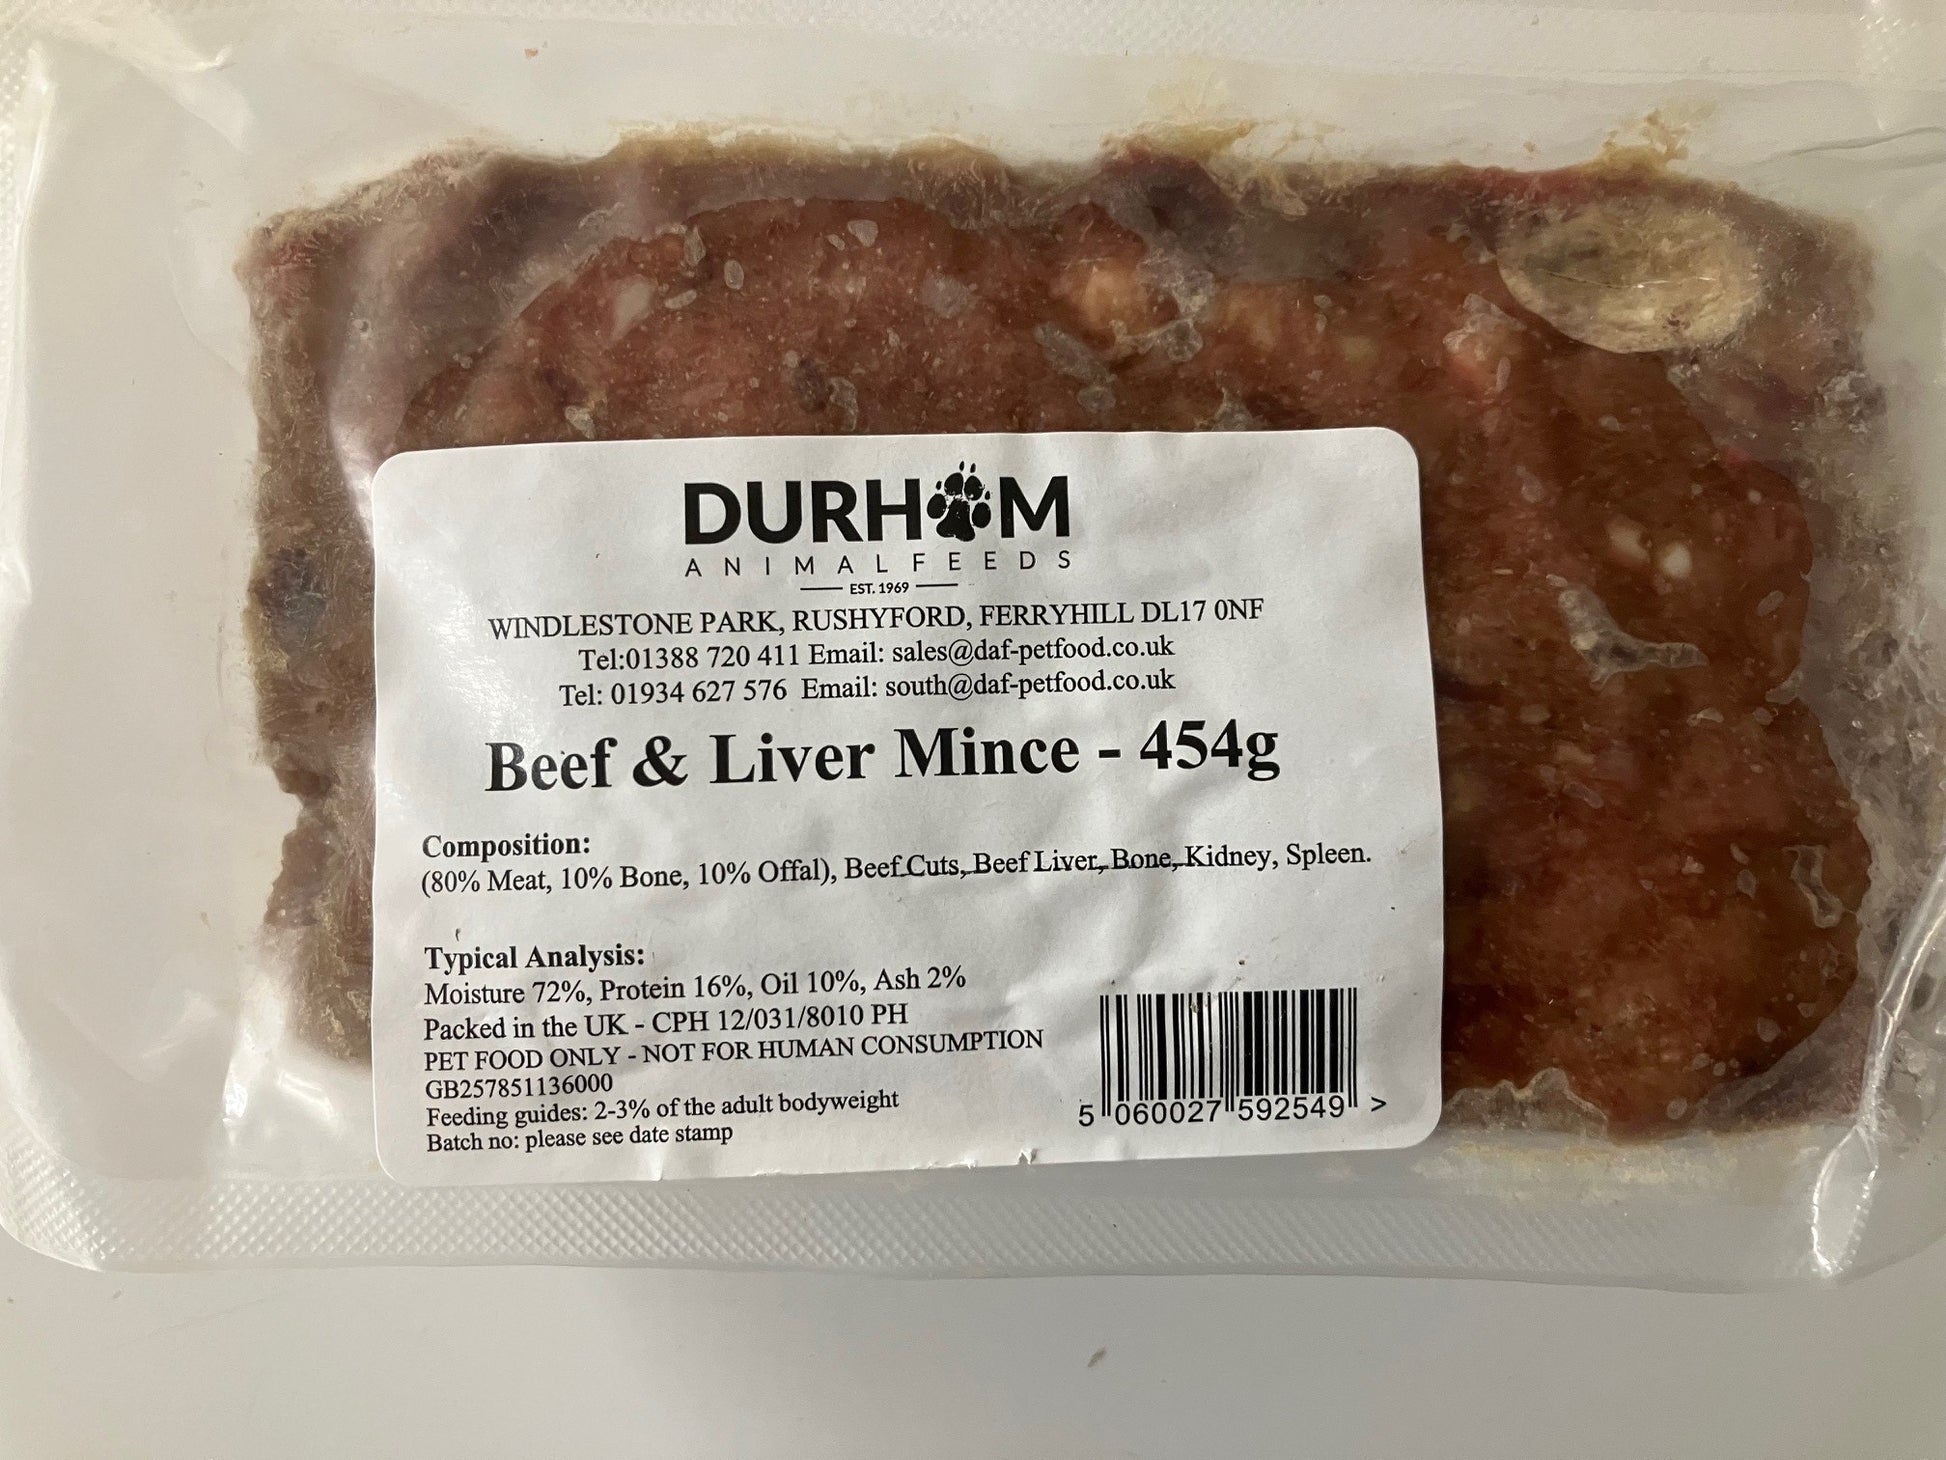 DURHAM
ANIMAL FEEDS
EST. 1969
WINDLESTONE PARK, RUSHYFORD, FERRYHILL DL17 0NF
Tel:01388 720 411 Email: sales@daf-petfood.co.uk
Tel: 01934 627 576 Email: south@daf-petfood.co.uk
Beef & Liver Mince - 454g
Composition:
(80% Meat, 10% Bone, 10% Offal), Beef Cuts, Beef Liver, Bone, Kidney, Spleen.
Typical Analysis:
Moisture 72%, Protein 16%, Oil 10%, Ash 2%
Packed in the UK - CPH 12/031/8010 PH
PET FOOD ONLY - NOT FOR HUMAN CONSUMPTION
GB257851136000
Feeding guides: 2-3% of the adult bodyweight
Batch no: please see date stamp
5 060027 592549 >